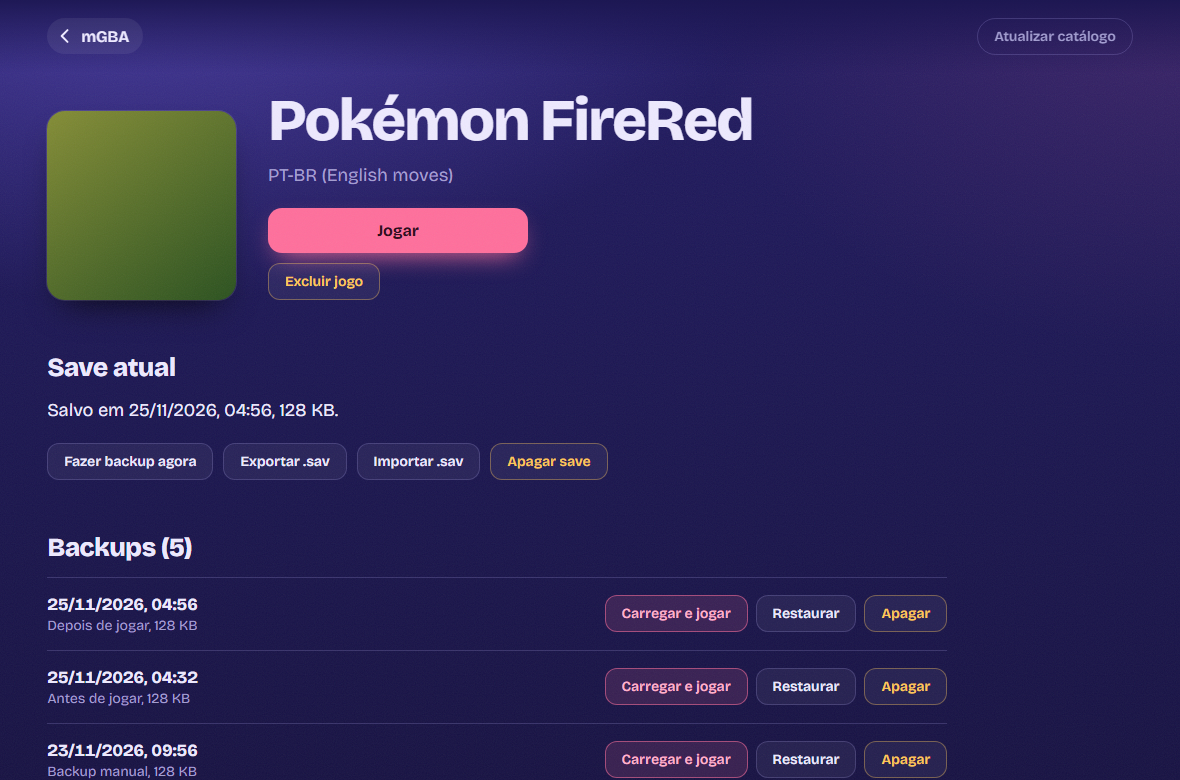 mGBA
Atualizar catálogo
Pokémon FireRed
PT-BR (English moves)
Jogar
Excluir jogo
Save atual
Salvo em 25/11/2026, 04:56, 128 KB.
Fazer backup agora
Exportar .sav
Importar .sav
Apagar save
Backups (5)
25/11/2026, 04:56
Depois de jogar, 128 KB
Carregar e jogar
Restaurar
Apagar
25/11/2026, 04:32
Antes de jogar, 128 KB
Carregar e jogar
Restaurar
Apagar
23/11/2026, 09:56
Backup manual, 128 KB
Carregar e jogar
Restaurar
Apagar